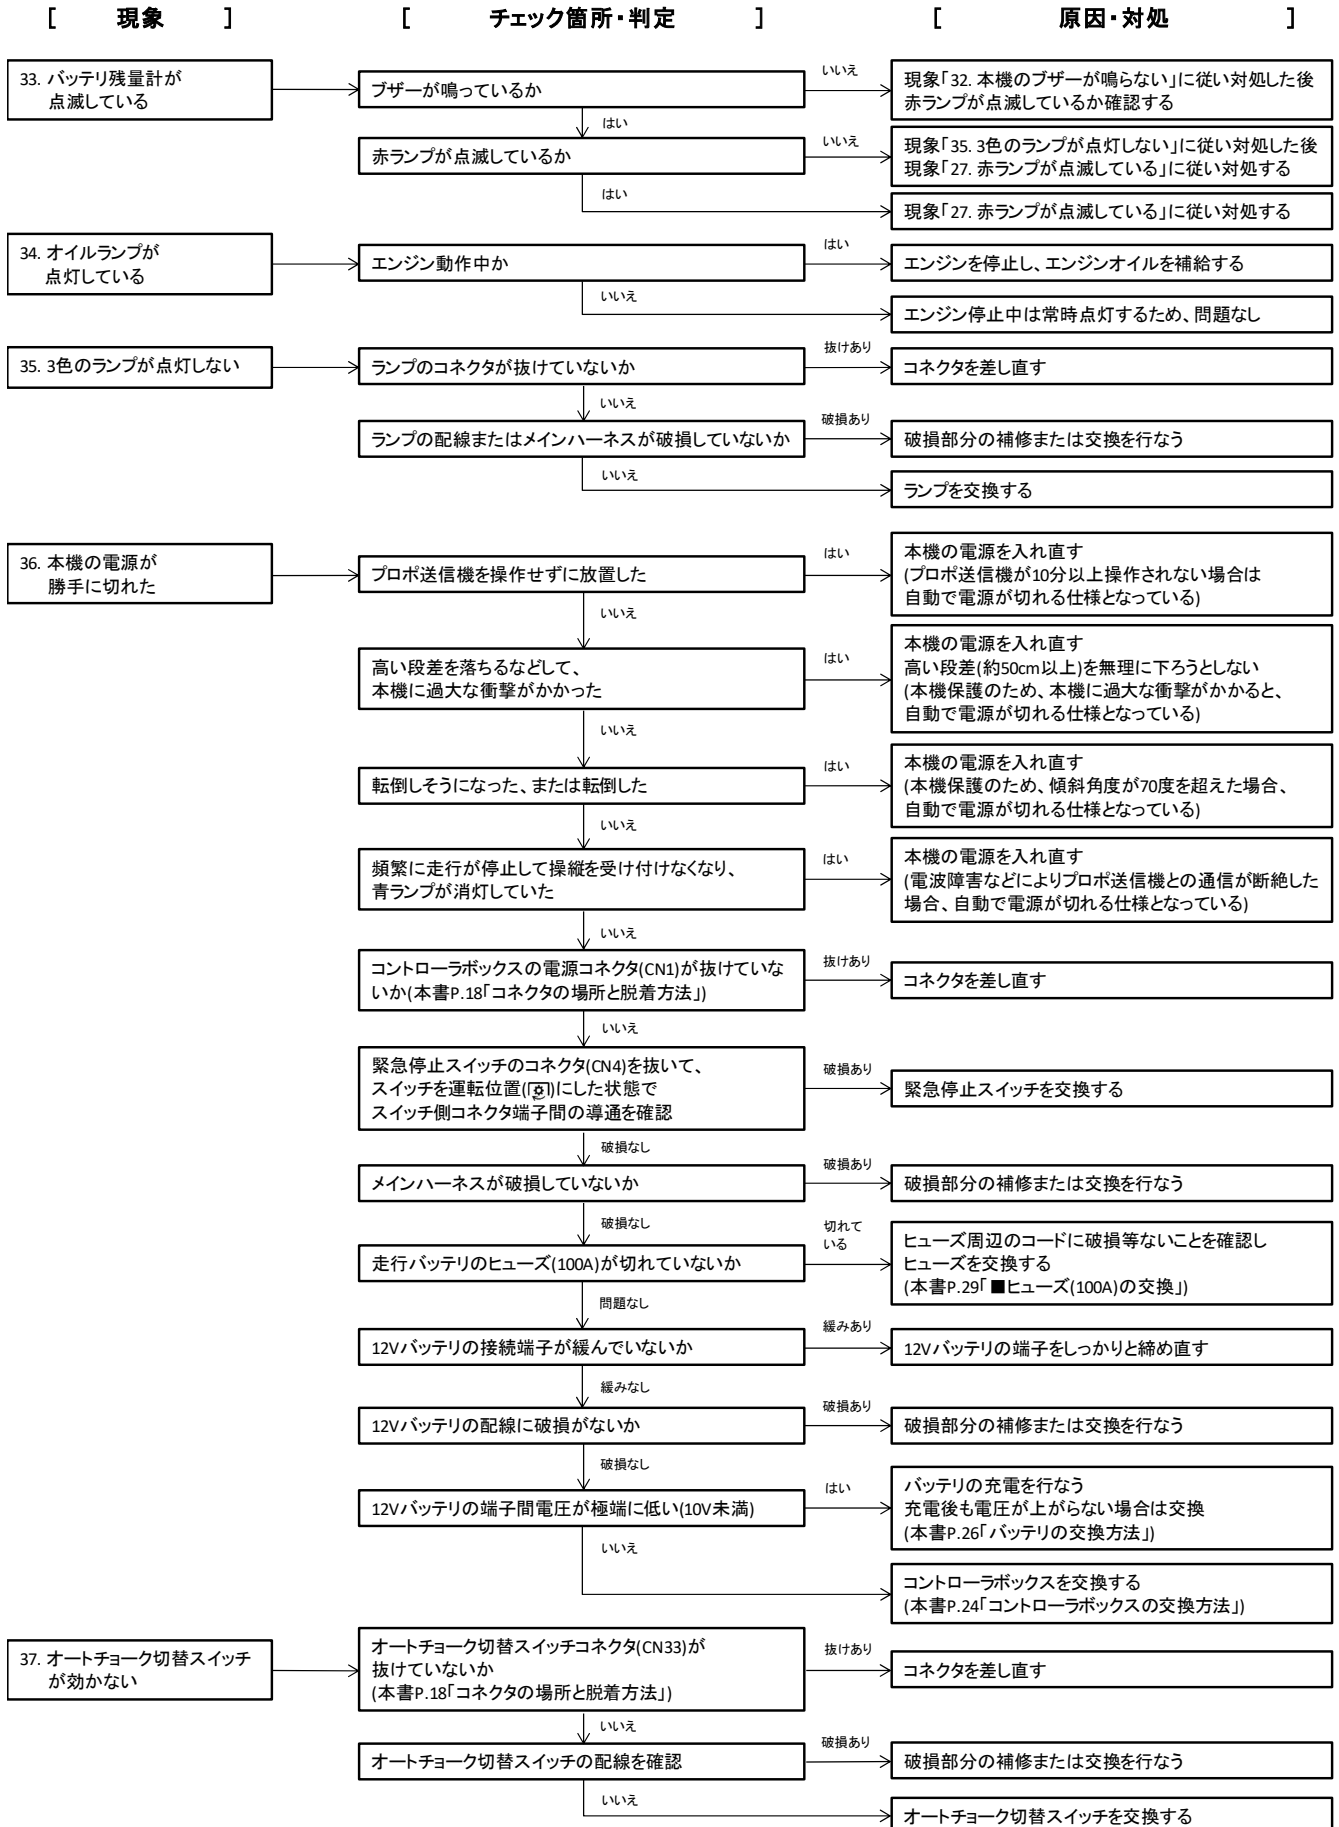 [ 現象 ] [ チェック箇所・判定 ] [ 原因・対処 ]
33. バッテリ残量計が
点滅している
ブザーが鳴っているか
いいえ
現象「32. 本機のブザーが鳴らない」に従い対処した後
赤ランプが点滅しているか確認する
はい
赤ランプが点滅しているか
いいえ
現象「35. 3色のランプが点灯しない」に従い対処した後
現象「27. 赤ランプが点滅している」に従い対処する
はい
現象「27. 赤ランプが点滅している」に従い対処する
34. オイルランプが
点灯している
エンジン動作中か
はい
エンジンを停止し、エンジンオイルを補給する
いいえ
エンジン停止中は常時点灯するため、問題なし
35. 3色のランプが点灯しない
ランプのコネクタが抜けていないか
抜けあり
コネクタを差し直す
いいえ
ランプの配線またはメインハーネスが破損していないか
破損あり
破損部分の補修または交換を行なう
いいえ
ランプを交換する
36. 本機の電源が
勝手に切れた
プロポ送信機を操作せずに放置した
はい
本機の電源を入れ直す
(プロポ送信機が10分以上操作されない場合は
自動で電源が切れる仕様となっている)
いいえ
高い段差を落ちるなどして、
本機に過大な衝撃がかかった
はい
本機の電源を入れ直す
高い段差(約50cm以上)を無理に下ろうとしない
(本機保護のため、本機に過大な衝撃がかかると、
自動で電源が切れる仕様となっている)
いいえ
転倒しそうになった、または転倒した
はい
本機の電源を入れ直す
(本機保護のため、傾斜角度が70度を超えた場合、
自動で電源が切れる仕様となっている)
いいえ
頻繁に走行が停止して操縦を受け付けなくなり、
青ランプが消灯していた
はい
本機の電源を入れ直す
(電波障害などによりプロポ送信機との通信が断絶した
場合、自動で電源が切れる仕様となっている)
いいえ
コントローラボックスの電源コネクタ(CN1)が抜けていな
いか(本書P.18「コネクタの場所と脱着方法」)
抜けあり
コネクタを差し直す
いいえ
緊急停止スイッチのコネクタ(CN4)を抜いて、
スイッチを運転位置()にした状態で
スイッチ側コネクタ端子間の導通を確認
破損あり
緊急停止スイッチを交換する
破損なし
メインハーネスが破損していないか
破損あり
破損部分の補修または交換を行なう
破損なし
走行バッテリのヒューズ(100A)が切れていないか
切れて
いる
ヒューズ周辺のコードに破損等ないことを確認し
ヒューズを交換する
(本書P.29「■ヒューズ(100A)の交換」)
問題なし
12Vバッテリの接続端子が緩んでいないか
緩みあり
12Vバッテリの端子をしっかりと締め直す
緩みなし
12Vバッテリの配線に破損がないか
破損あり
破損部分の補修または交換を行なう
破損なし
12Vバッテリの端子間電圧が極端に低い(10V未満)
はい
バッテリの充電を行なう
充電後も電圧が上がらない場合は交換
(本書P.26「バッテリの交換方法」)
いいえ
コントローラボックスを交換する
(本書P.24「コントローラボックスの交換方法」)
37. オートチョーク切替スイッチ
が効かない
オートチョーク切替スイッチコネクタ(CN33)が
抜けていないか
(本書P.18「コネクタの場所と脱着方法」)
抜けあり
コネクタを差し直す
いいえ
オートチョーク切替スイッチの配線を確認
破損あり
破損部分の補修または交換を行なう
いいえ
オートチョーク切替スイッチを交換する